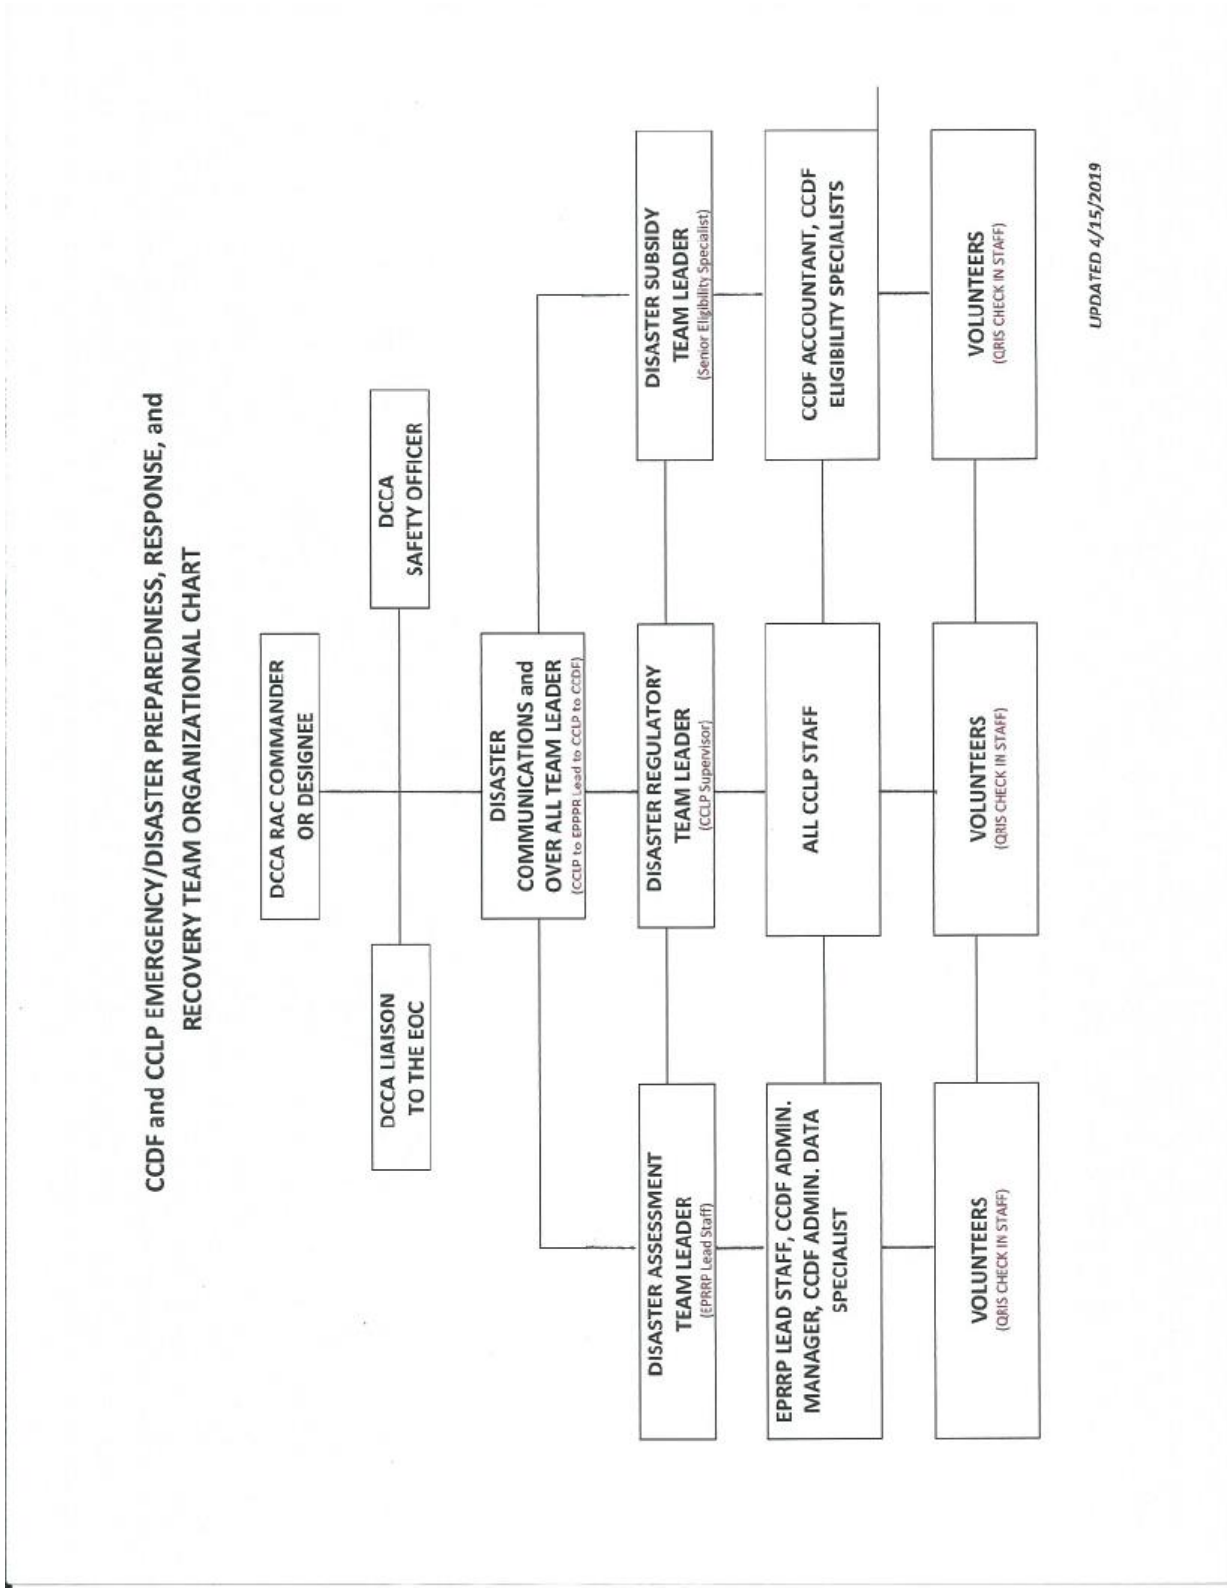 CCDF and CCLP EMERGENCY/DISASTER PREPAREDNESS, RESPONSE, and
RECOVERY TEAM ORGANIZATIONAL CHART
DCCA RAC COMMANDER
OR DESIGNEE
DCCA LIAISON
TO THE EOC
DCCA
SAFETY OFFICER
DISASTER
COMMUNICATIONS and
OVER ALL TEAM LEADER
(CCLP to EPPPR Lead to CCLP to CCDF)
DISASTER ASSESSMENT
TEAM LEADER
(EPRRP Lead Staff)
DISASTER REGULATORY
TEAM LEADER
(CCLP Supervisor)
DISASTER SUBSIDY
TEAM LEADER
(Senior Eligibility Specialist)
EPRRP LEAD STAFF, CCDF ADMIN.
MANAGER, CCDF ADMIN. DATA
SPECIALIST
ALL CCLP STAFF
CCDF ACCOUNTANT, CCDF
ELIGIBILITY SPECIALISTS
VOLUNTEERS
(QRIS CHECK IN STAFF)
VOLUNTEERS
(QRIS CHECK IN STAFF)
VOLUNTEERS
(QRIS CHECK IN STAFF)
UPDATED 4/15/2019